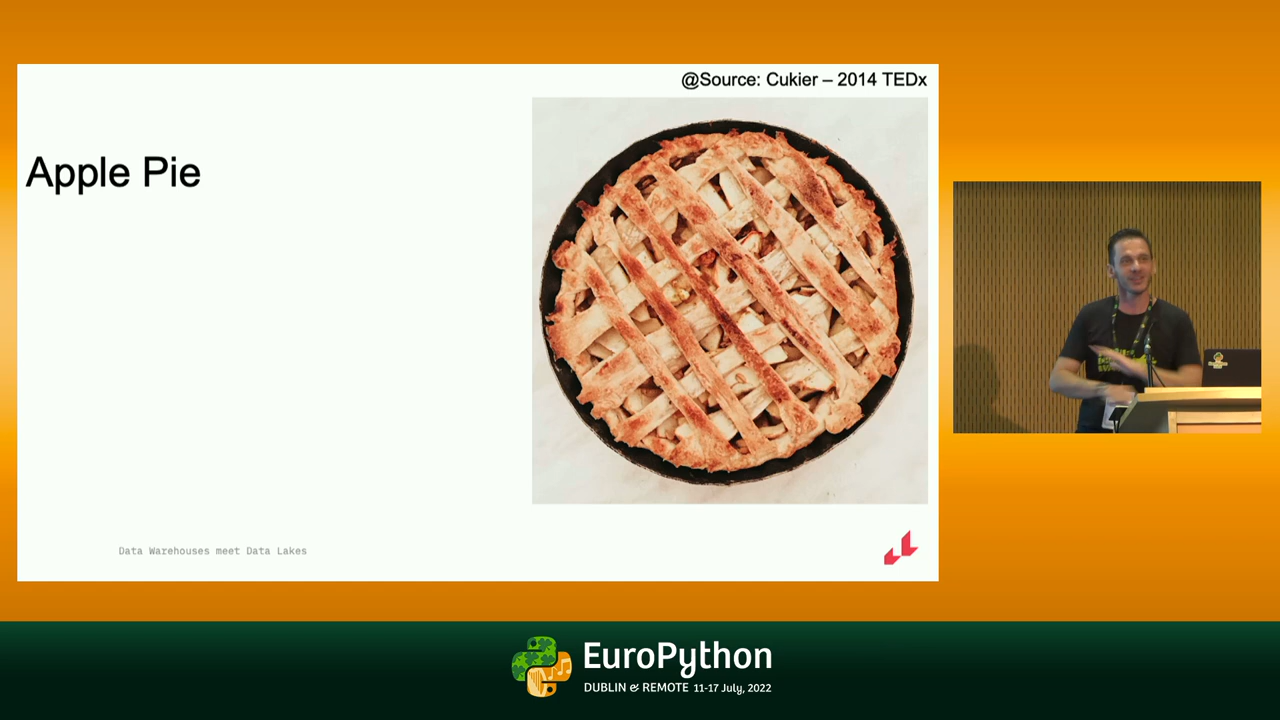 @Source: Cukier – 2014 TEDx
Apple Pie
Data Warehouses meet Data Lakes
EuroPython
DUBLIN & REMOTE 11-17 July, 2022